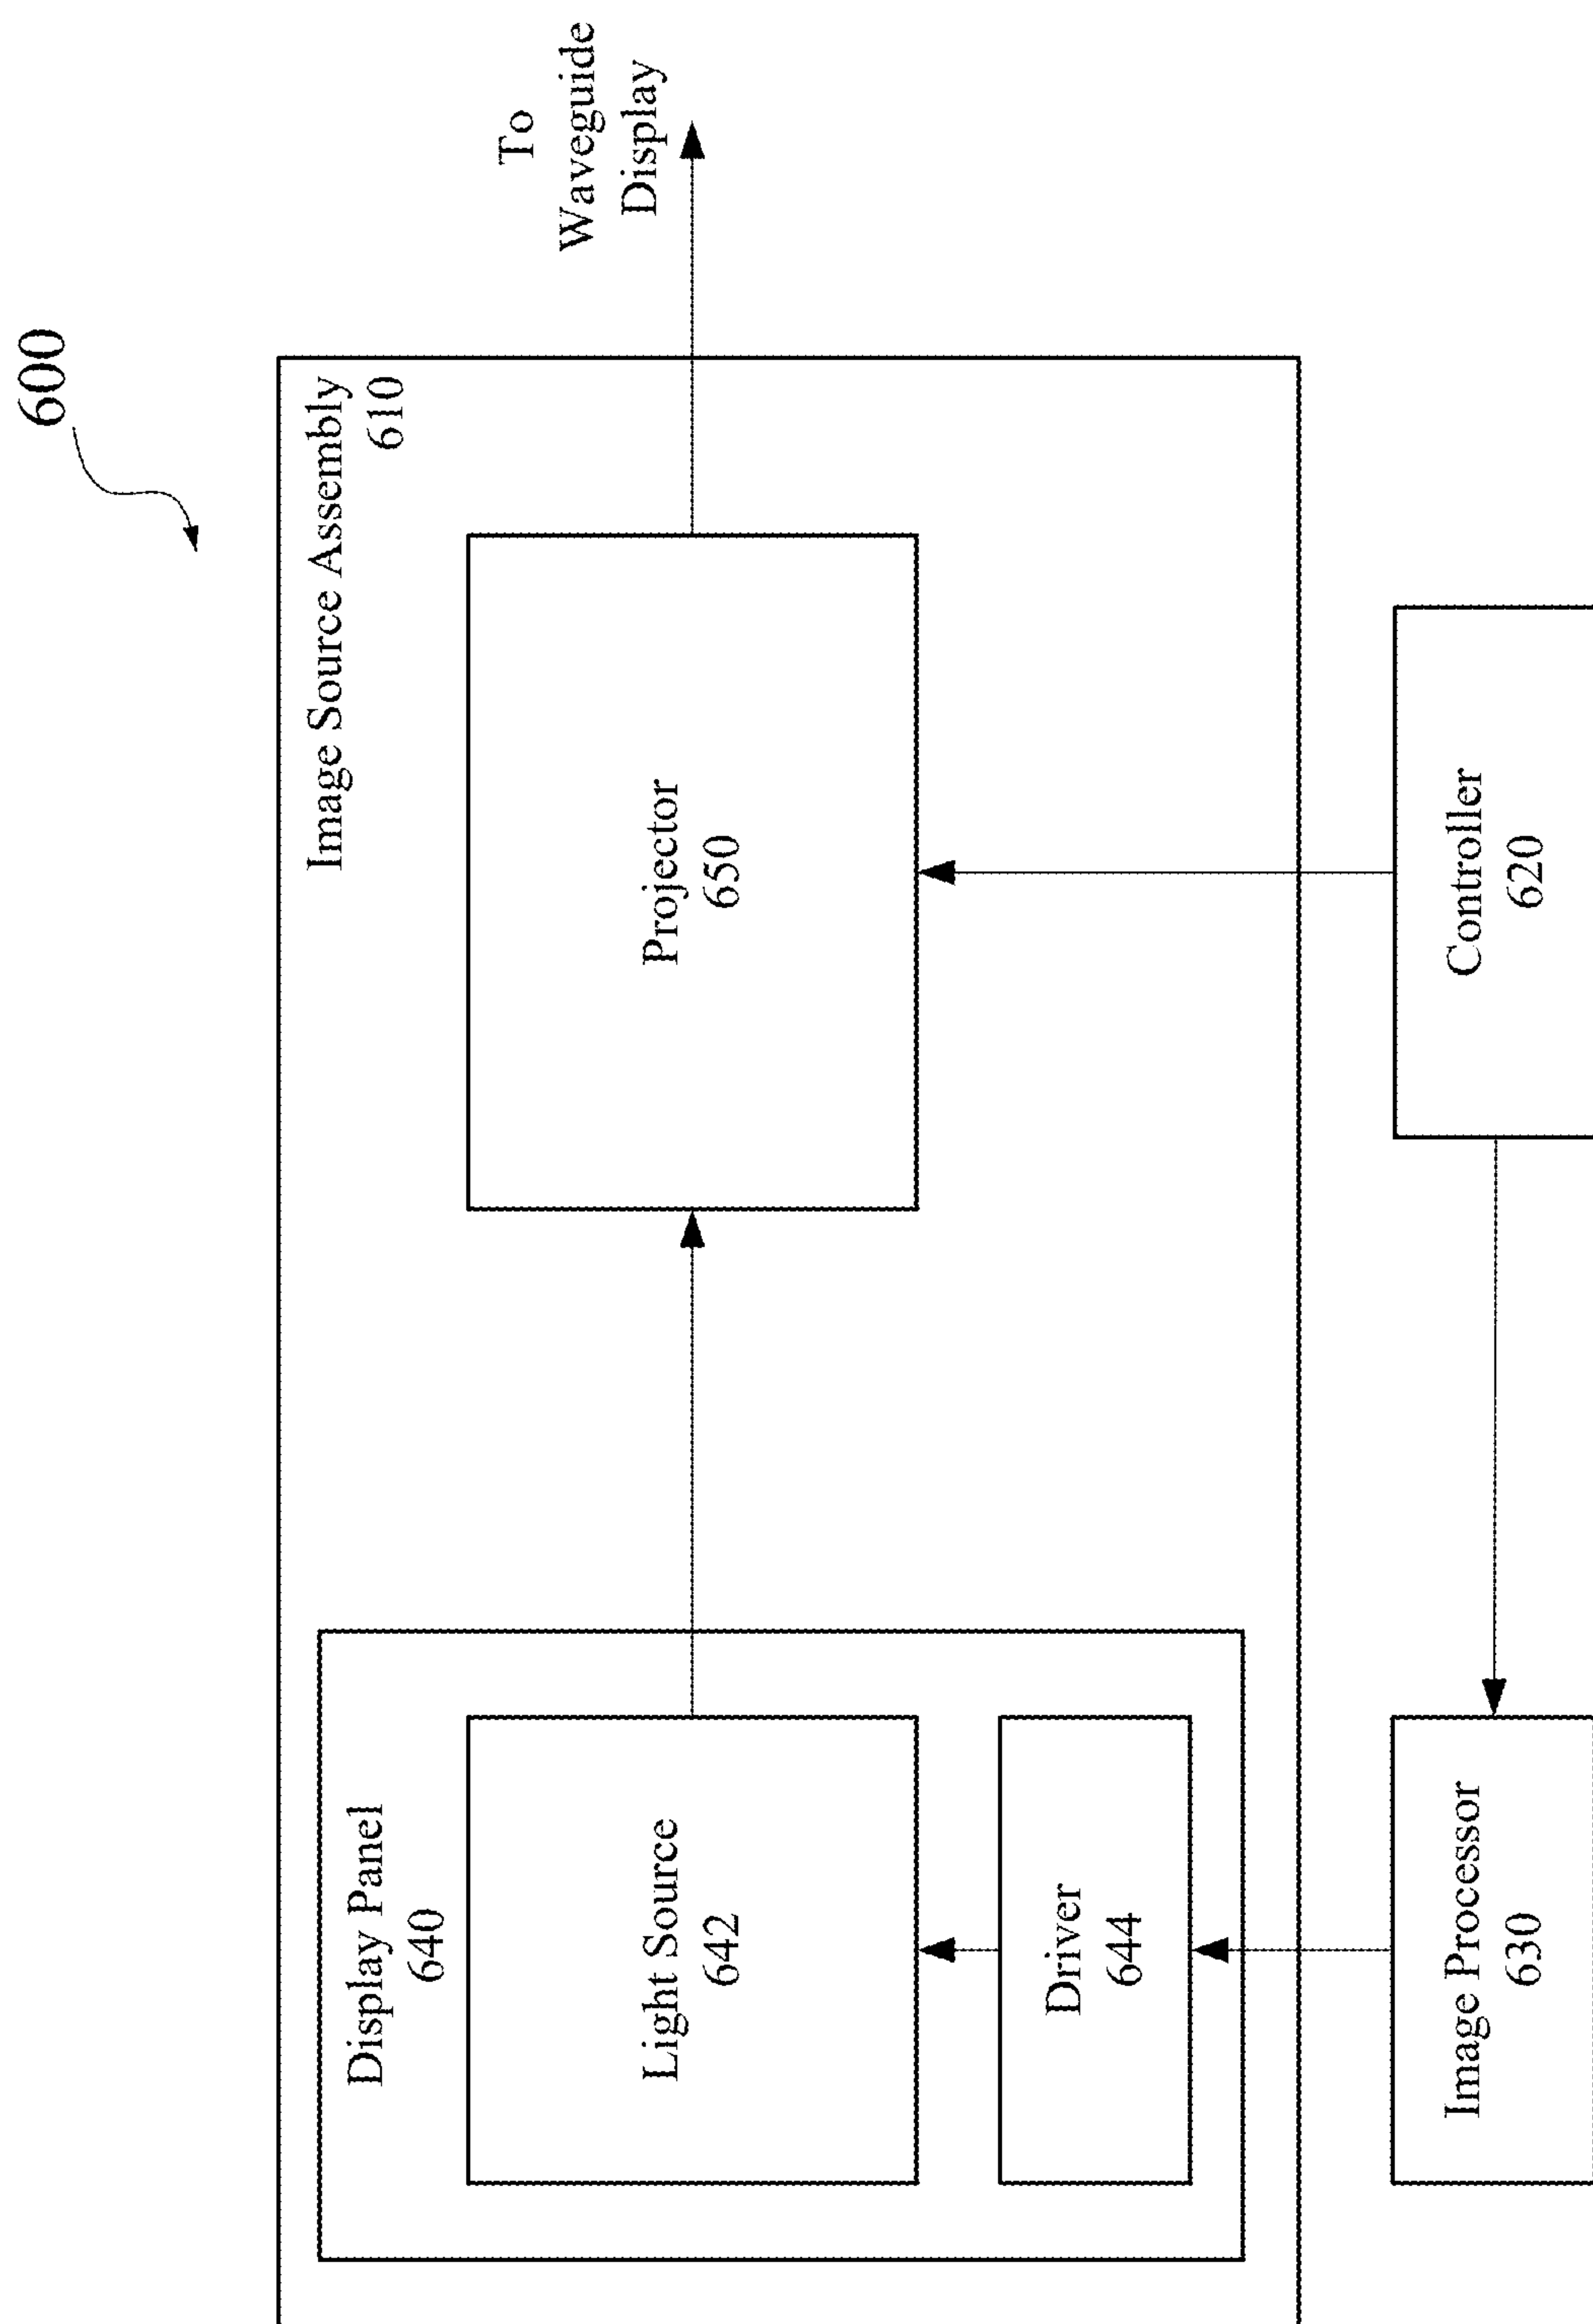 600
Image Source Assembly
610
Display Panel
640
Light Source
642
Driver
644
Projector
650
To
Waveguide
Display
Image Processor
630
Controller
620